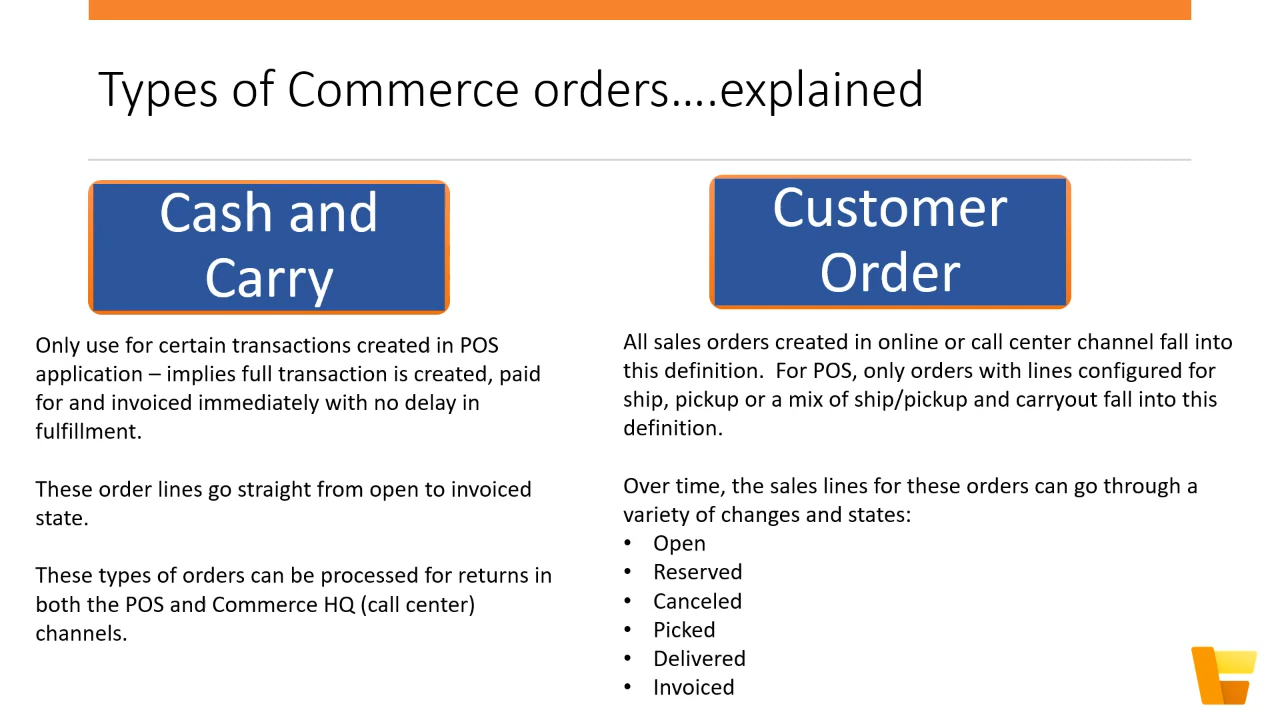 Types of Commerce orders....explained
Cash and
Carry
Only use for certain transactions created in POS
application – implies full transaction is created, paid
for and invoiced immediately with no delay in
fulfillment.
These order lines go straight from open to invoiced
state.
These types of orders can be processed for returns in
both the POS and Commerce HQ (call center)
channels.
Customer
Order
All sales orders created in online or call center channel fall into
this definition.  For POS, only orders with lines configured for
ship, pickup or a mix of ship/pickup and carryout fall into this
definition.
Over time, the sales lines for these orders can go through a
variety of changes and states:
• Open
• Reserved
• Canceled
• Picked
• Delivered
• Invoiced